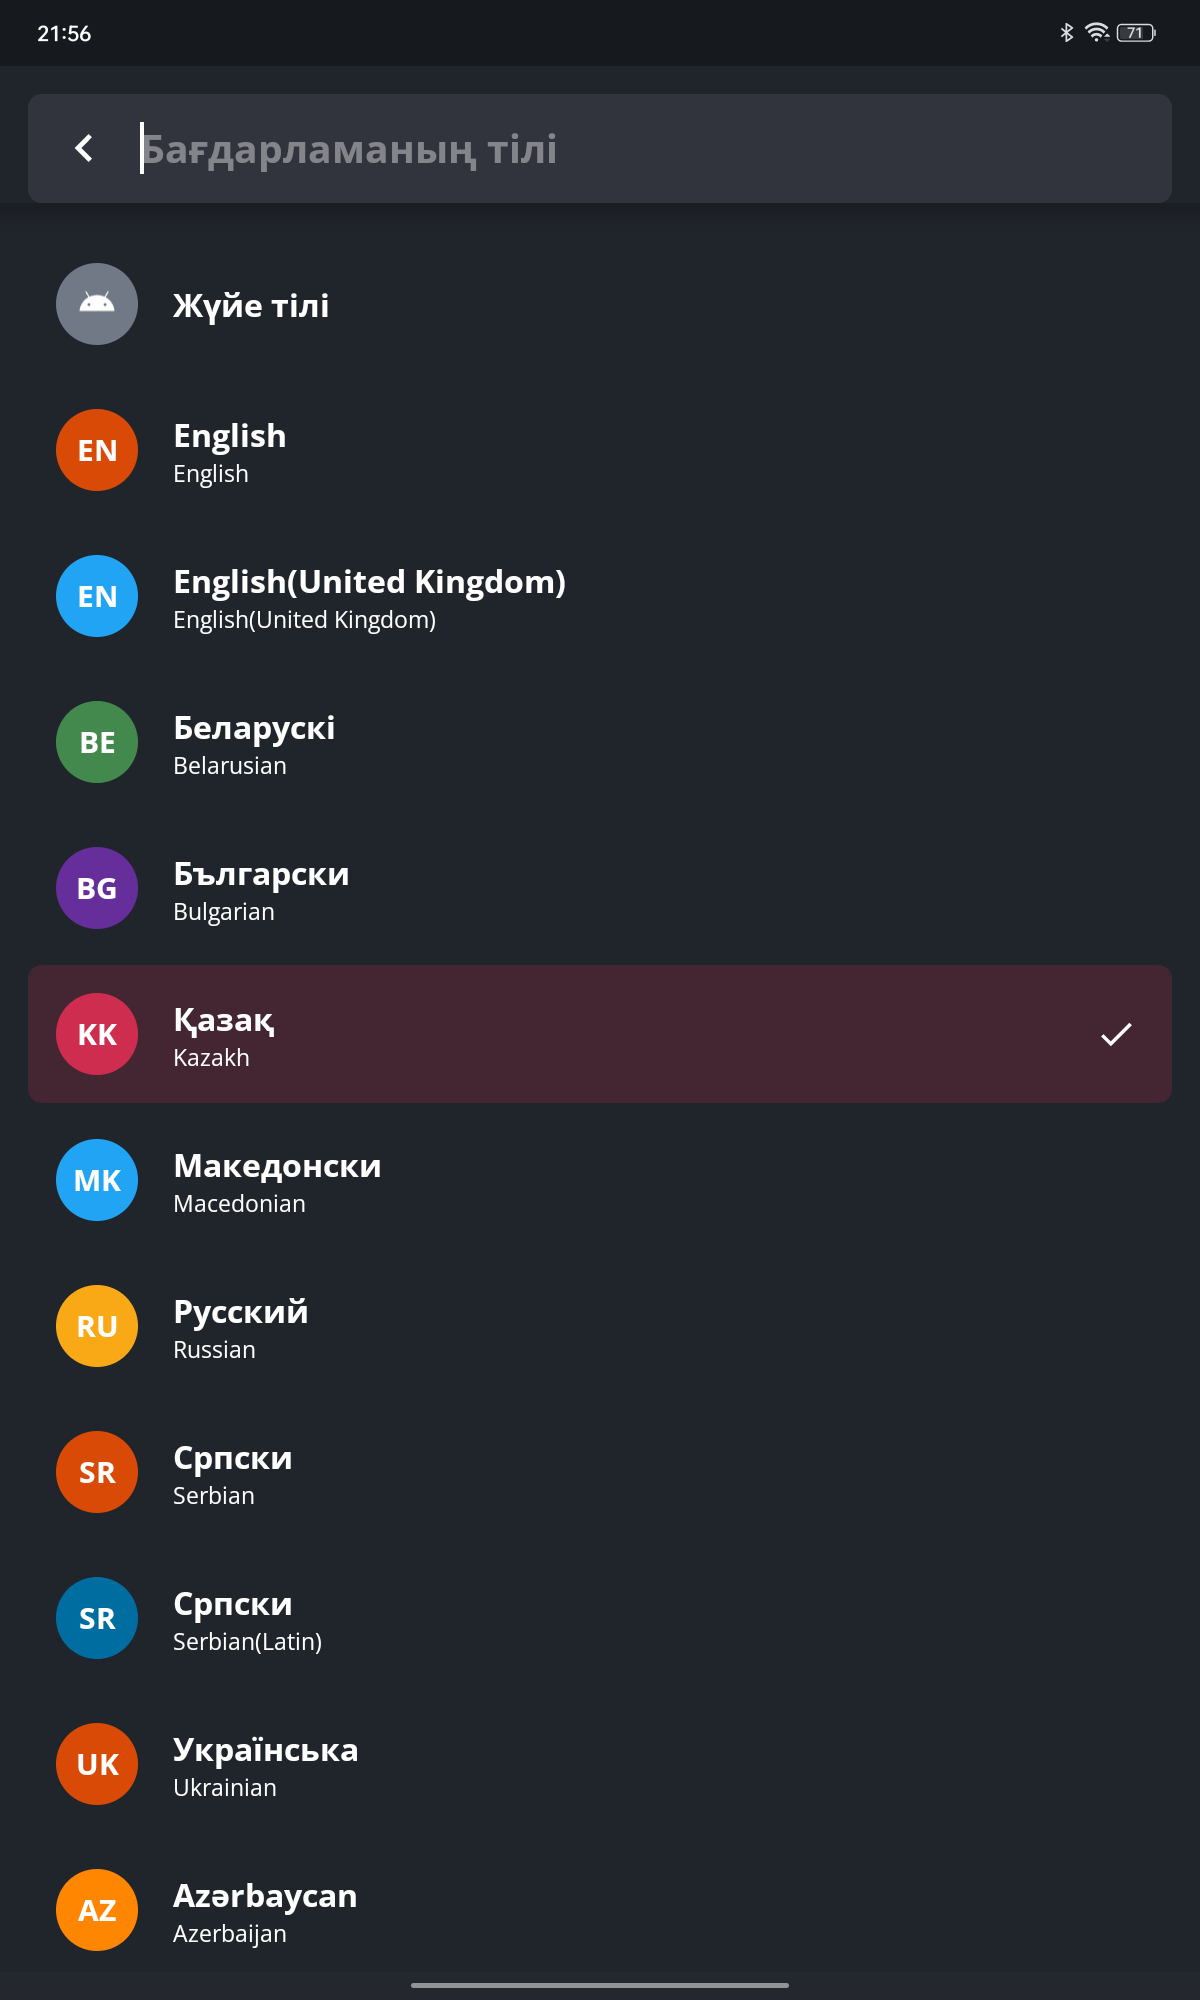 21:56
71
Бағдарламаның тілі
Жүйе тілі
EN
English
English
EN
English(United Kingdom)
English(United Kingdom)
BE
Беларускі
Belarusian
BG
Български
Bulgarian
KK
Қазақ
Kazakh
MK
Македонски
Macedonian
RU
Русский
Russian
SR
Српски
Serbian
SR
Српски
Serbian(Latin)
UK
Українська
Ukrainian
AZ
Azərbaycan
Azerbaijan